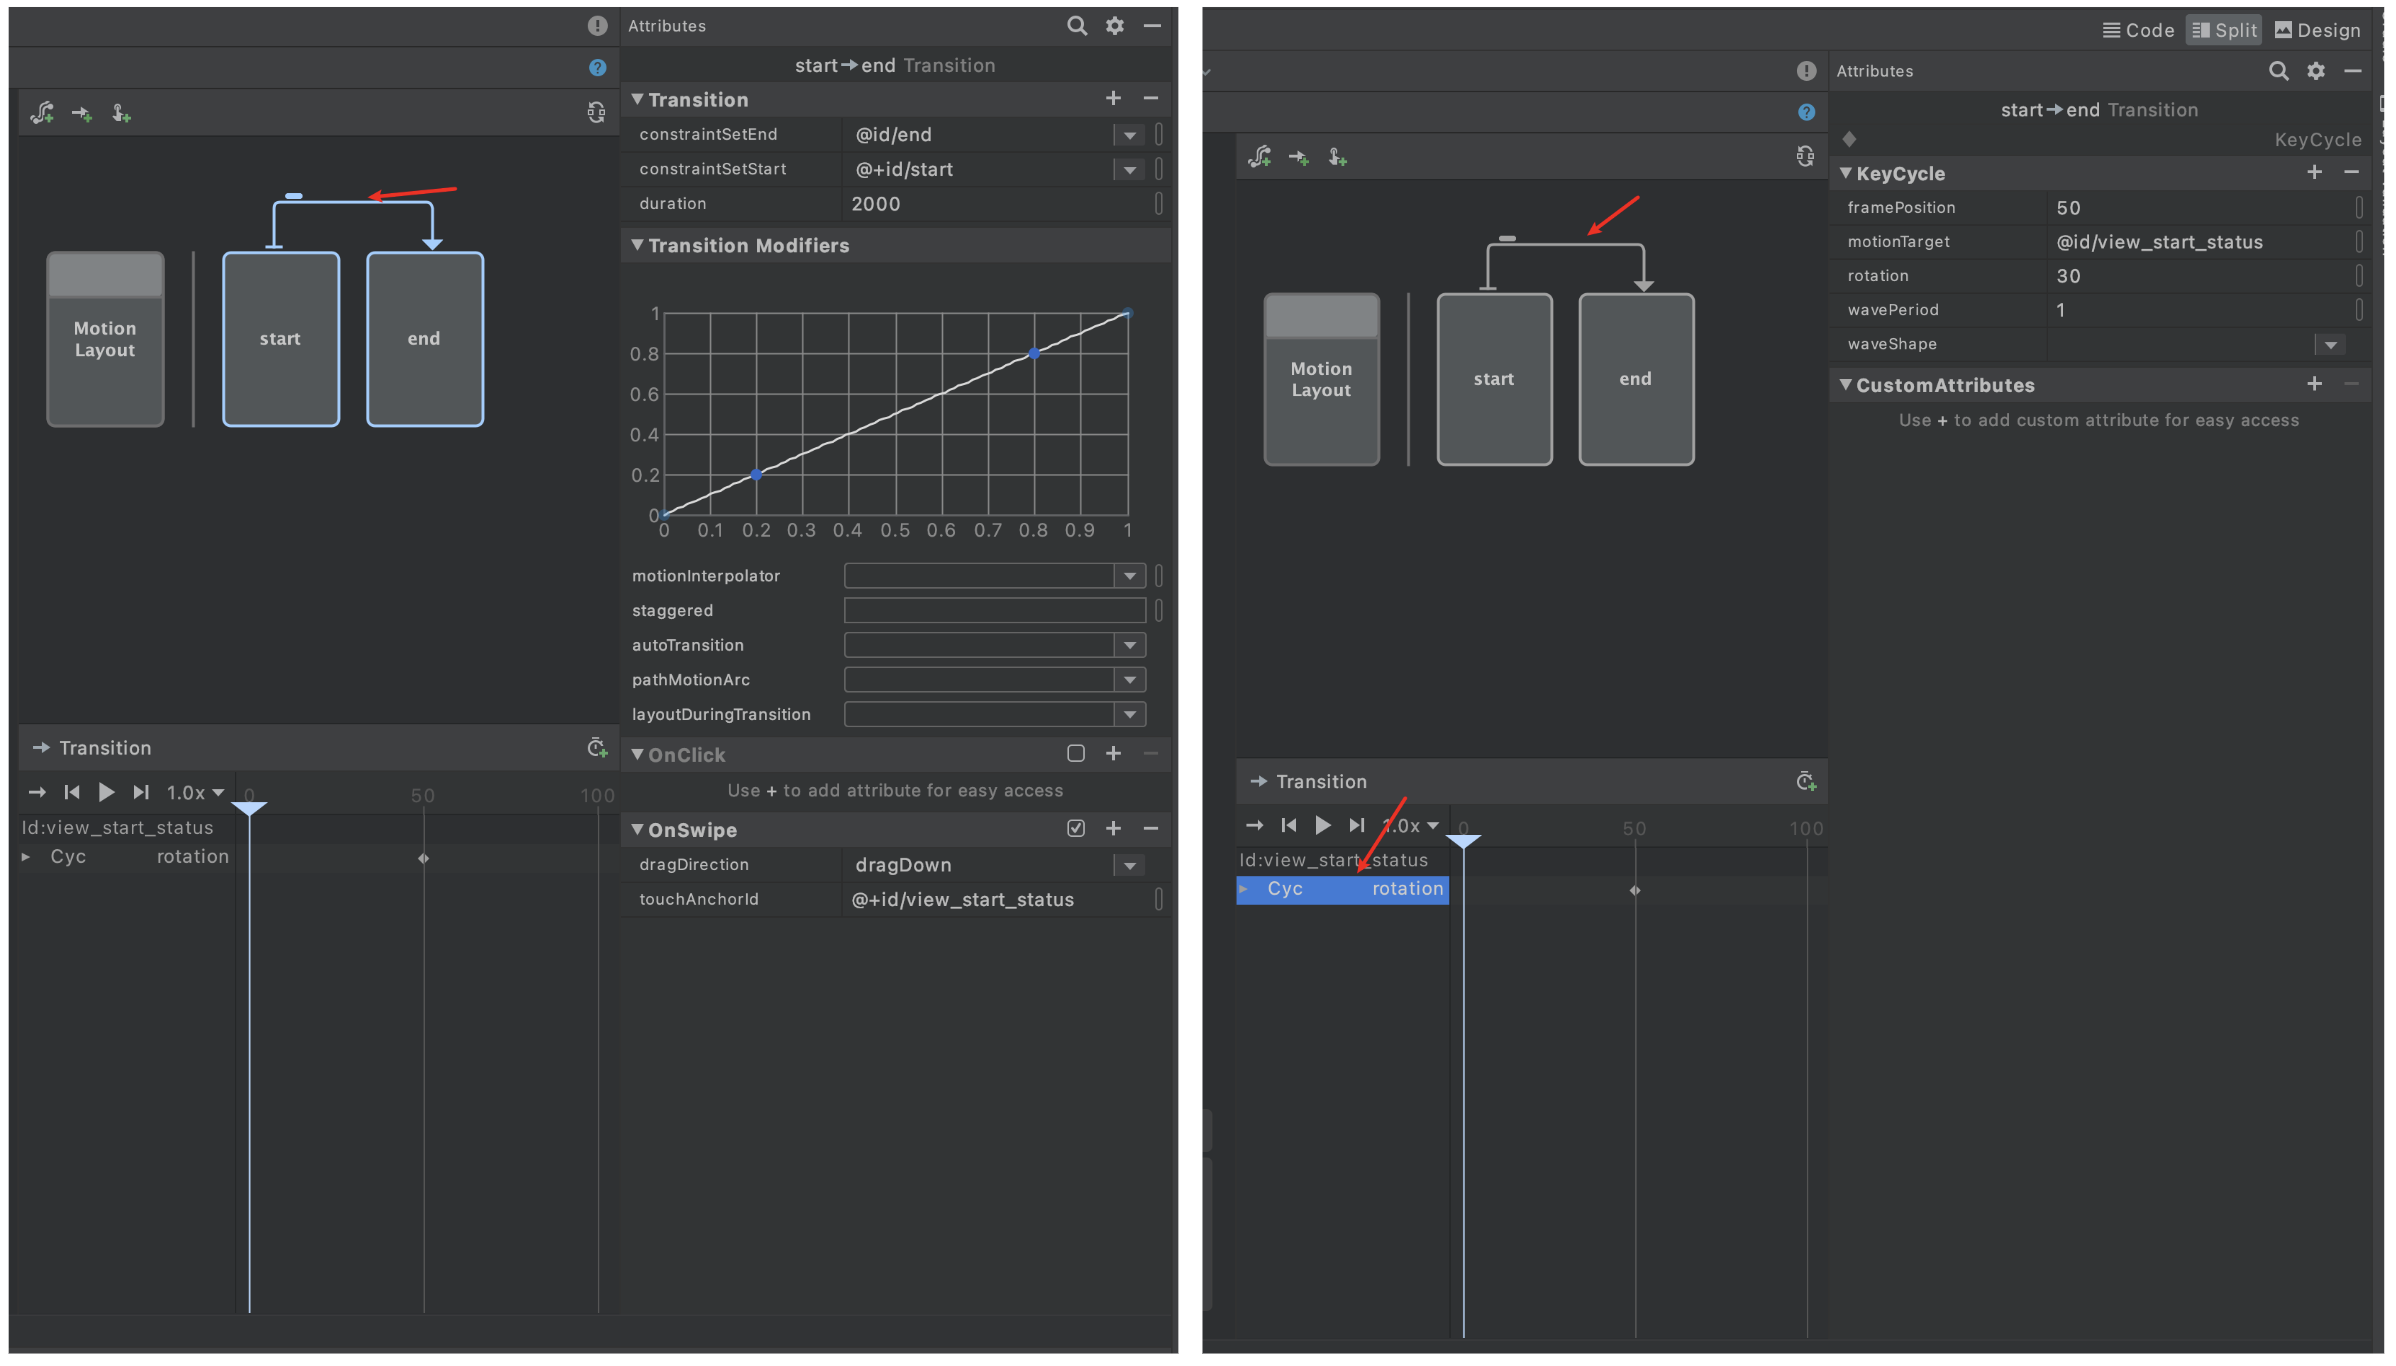 Attributes
start→end Transition
Transition
constraintSetEnd @id/end
constraintSetStart @+id/start
duration 2000
Transition Modifiers
Motion
Layout
start
end
1
0.8
0.6
0.4
0.2
0
0 0.1 0.2 0.3 0.4 0.5 0.6 0.7 0.8 0.9 1
motionInterpolator
staggered
autoTransition
pathMotionArc
layoutDuringTransition
OnClick
Use + to add attribute for easy access
OnSwipe
dragDirection dragDown
touchAnchorId @+id/view_start_status
Transition
1.0x 0 50 100
Id:view_start_status
Cyc rotation
Code Split Design
Attributes
start→end Transition
KeyCycle
KeyCycle
framePosition 50
motionTarget @id/view_start_status
rotation 30
wavePeriod 1
waveShape
CustomAttributes
Use + to add custom attribute for easy access
Motion
Layout
start
end
Transition
1.0x 0 50 100
Id:view_start_status
Cyc rotation